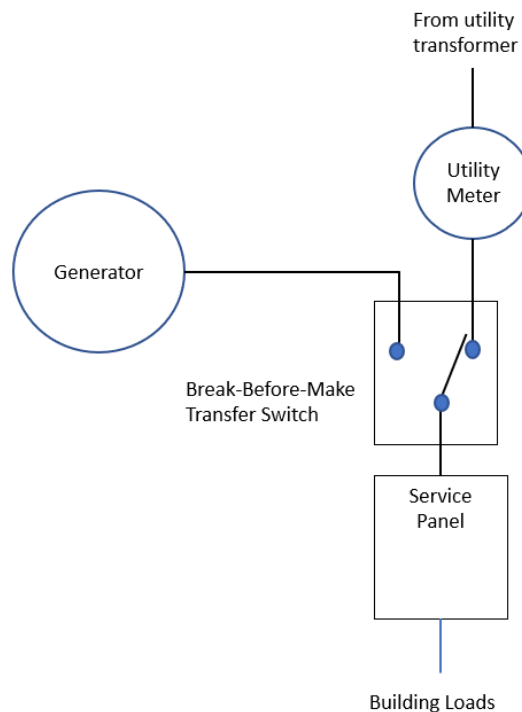 From utility
transformer
Utility
Meter
Generator
Break-Before-Make
Transfer Switch
Service
Panel
Building Loads